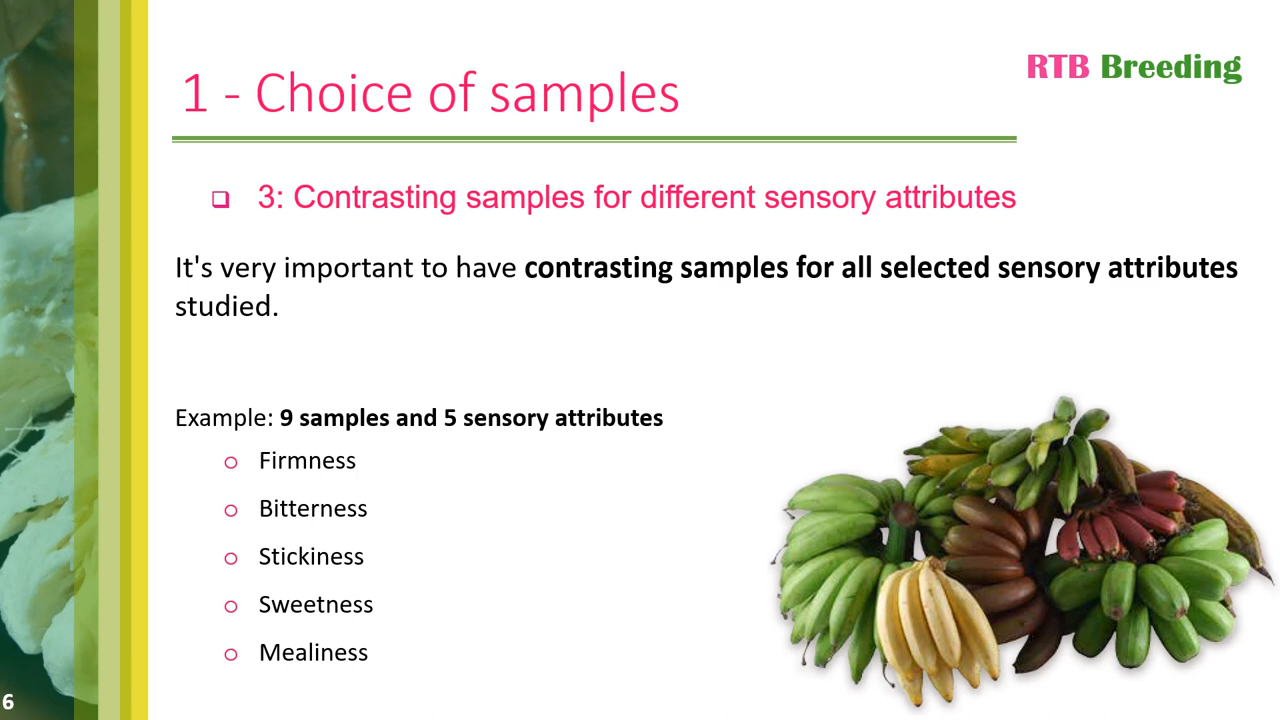 RTB Breeding
1 - Choice of samples
3: Contrasting samples for different sensory attributes
It's very important to have contrasting samples for all selected sensory attributes
studied.
Example: 9 samples and 5 sensory attributes
Firmness
Bitterness
Stickiness
Sweetness
Mealiness
6